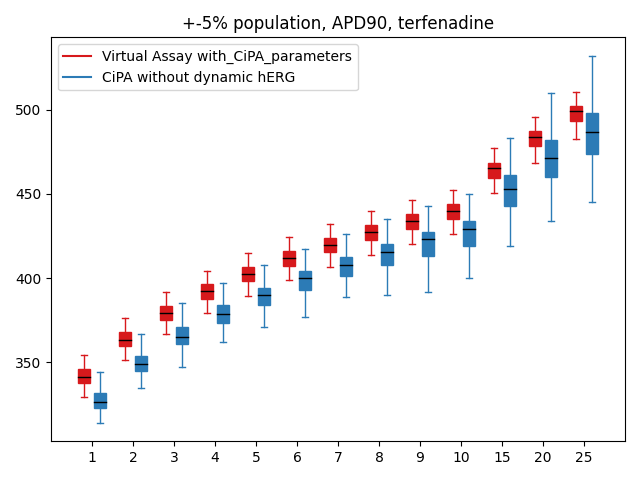 +-5% population, APD90, terfenadine
Virtual Assay with_CiPA_parameters
CiPA without dynamic hERG
500
450
400
350
1 2 3 4 5 6 7 8 9 10 15 20 25